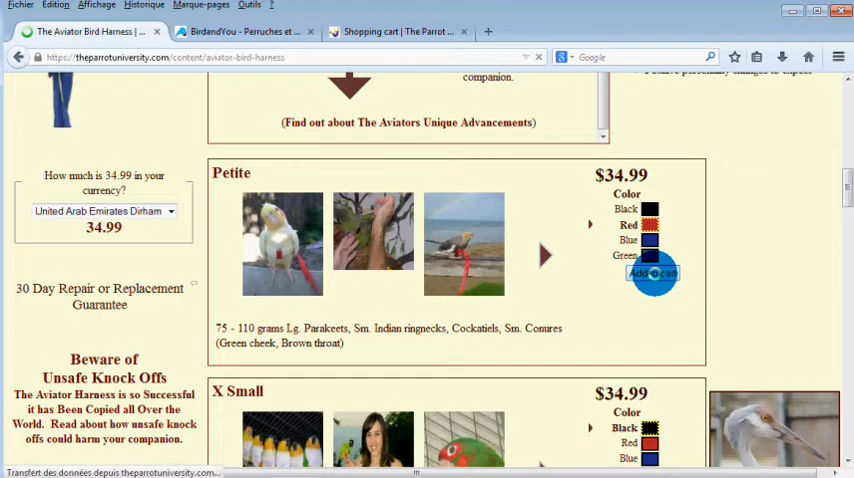 Fichier Edition Affichage Historique Marque-pages Outils ?
The Aviator Bird Harness | ... × BirdandYou - Perruches et ... × Shopping cart | The Parrot ... × +
https://theparrotuniversity.com/content/aviator-bird-harness Google
companion.
(Find out about The Aviators Unique Advancements)
How much is 34.99 in your
currency?
United Arab Emirates Dirham
34.99
30 Day Repair or Replacement
Guarantee
Beware of
Unsafe Knock Offs
The Aviator Harness is so Successful
it has Been Copied all Over the
World. Read about how unsafe knock
offs could harm your companion.
Petite
$34.99
Color
Black
Red
Blue
Green
Add to cart
75 - 110 grams Lg. Parakeets, Sm. Indian ringnecks, Cockatiels, Sm. Conures
(Green cheek, Brown throat)
X Small
$34.99
Color
Black
Red
Blue
Transfert des données depuis theparrotuniversity.com...